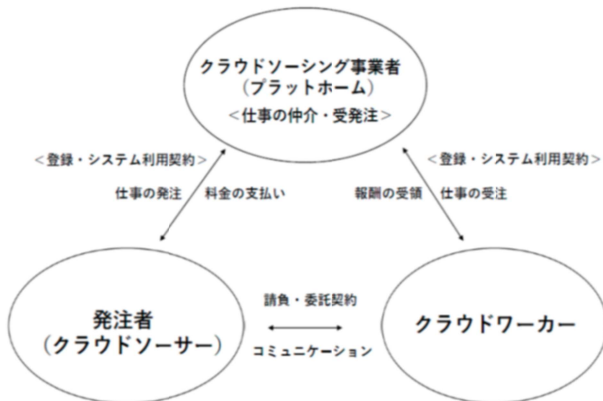 クラウドソーシング事業者
(プラットホーム)
<仕事の仲介・受発注>
<登録・システム利用契約>
<登録・システム利用契約>
仕事の発注
料金の支払い
報酬の受領
仕事の受注
発注者
(クラウドソーサー)
請負・委託契約
コミュニケーション
クラウドワーカー